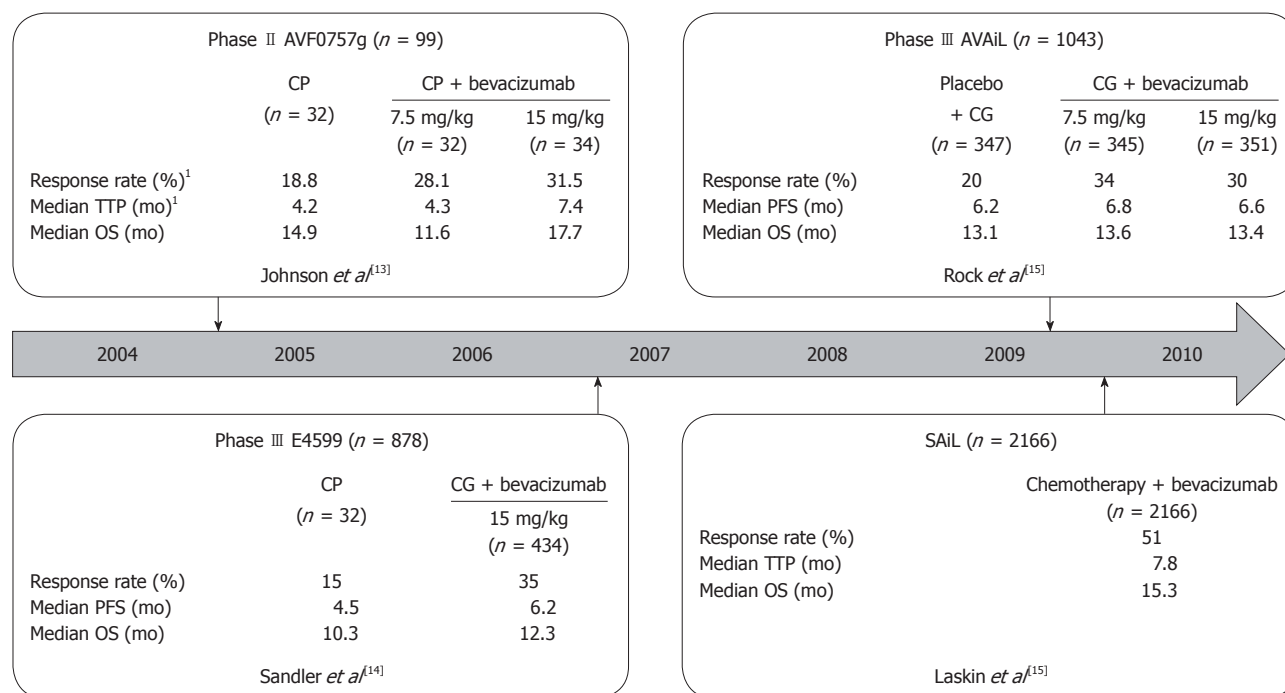 Phase Ⅱ AVF0757g (n = 99)
CP CP + bevacizumab
(n = 32) 7.5 mg/kg 15 mg/kg
(n = 32) (n = 34)
Response rate (%)¹ 18.8 28.1 31.5
Median TTP (mo)¹ 4.2 4.3 7.4
Median OS (mo) 14.9 11.6 17.7
Johnson et al[13]
Phase Ⅲ AVAiL (n = 1043)
Placebo CG + bevacizumab
+ CG 7.5 mg/kg 15 mg/kg
(n = 347) (n = 345) (n = 351)
Response rate (%) 20 34 30
Median PFS (mo) 6.2 6.8 6.6
Median OS (mo) 13.1 13.6 13.4
Rock et al[15]
2004 2005 2006 2007 2008 2009 2010
Phase Ⅲ E4599 (n = 878)
CP CG + bevacizumab
(n = 32) 15 mg/kg
(n = 434)
Response rate (%) 15 35
Median PFS (mo) 4.5 6.2
Median OS (mo) 10.3 12.3
Sandler et al[14]
SAiL (n = 2166)
Chemotherapy + bevacizumab
(n = 2166)
Response rate (%) 51
Median TTP (mo) 7.8
Median OS (mo) 15.3
Laskin et al[15]